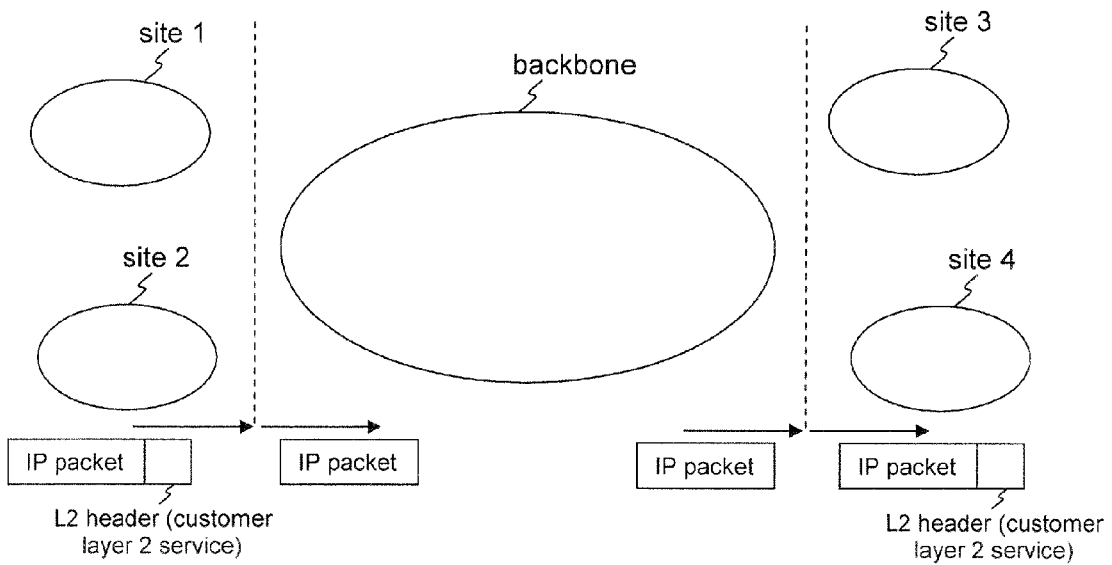 site 1
site 3
backbone
site 2
site 4
IP packet
IP packet
IP packet
IP packet
L2 header (customer
layer 2 service)
L2 header (customer
layer 2 service)